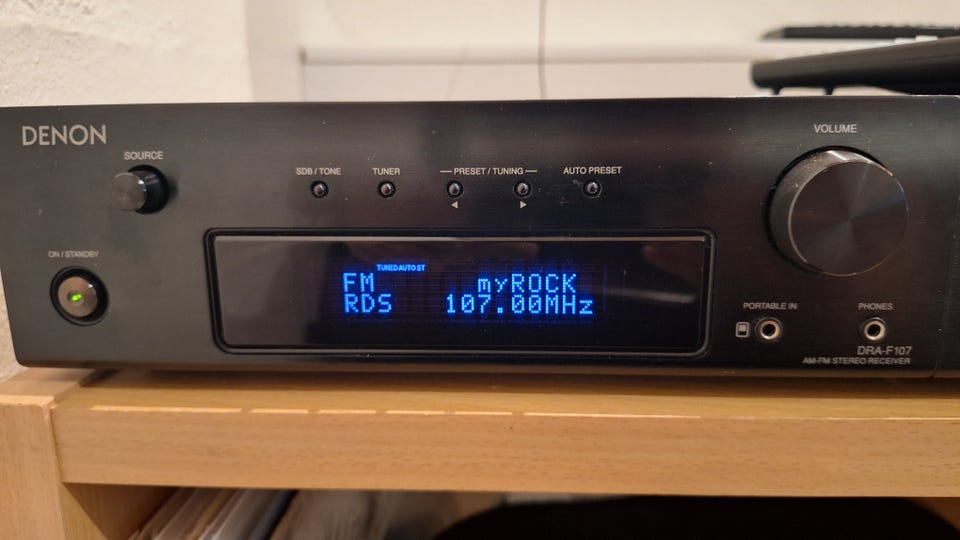 DENON
VOLUME
SOURCE
SDB / TONE
TUNER
PRESET / TUNING
AUTO PRESET
ON / STANDBY
TUNED AUTO ST
FM myROCK
RDS 107.00MHz
PORTABLE IN
PHONES
DRA-F107
AM-FM STEREO RECEIVER